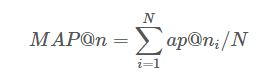 MAP@n = \sum_{i=1}^{N} ap@n_i/N